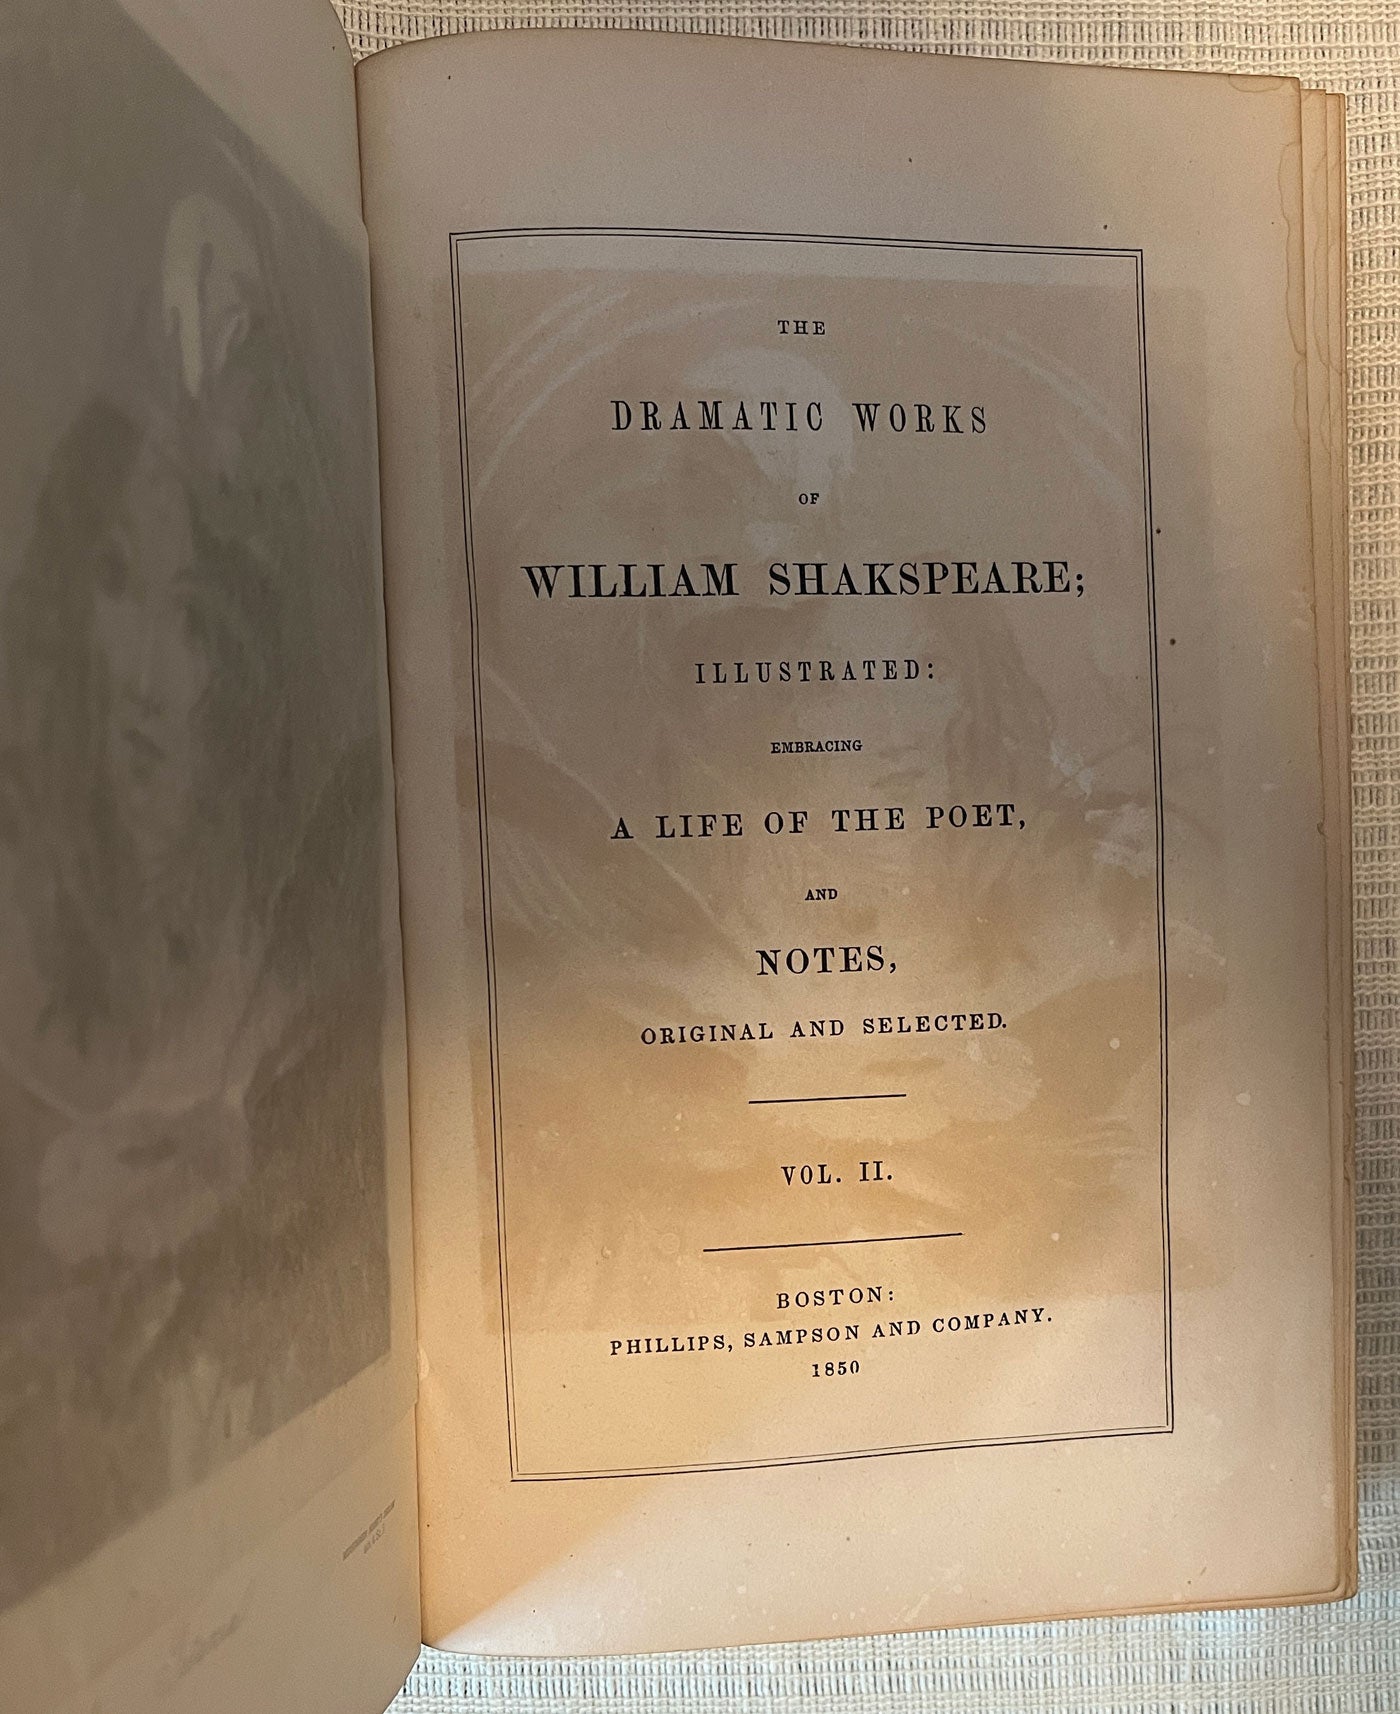 THE
DRAMATIC WORKS
OF
WILLIAM SHAKSPEARE;
ILLUSTRATED:
EMBRACING
A LIFE OF THE POET,
AND
NOTES,
ORIGINAL AND SELECTED.
VOL. II.
BOSTON:
PHILLIPS, SAMPSON AND COMPANY.
1850